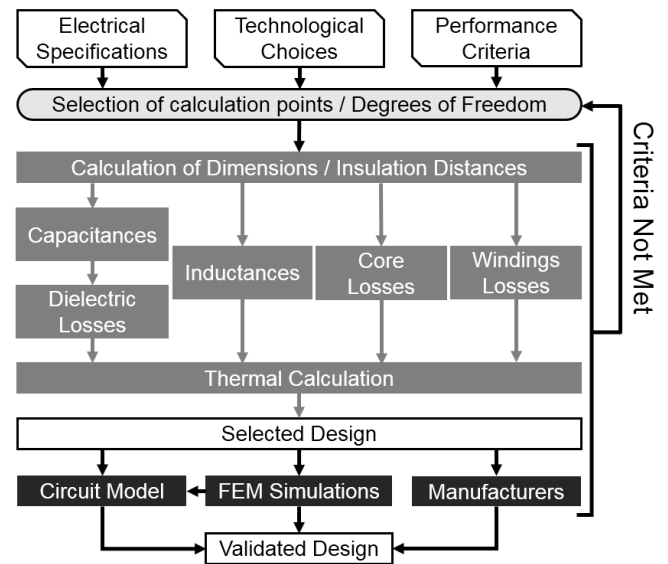 Electrical
Specifications
Technological
Choices
Performance
Criteria
Selection of calculation points / Degrees of Freedom
Calculation of Dimensions / Insulation Distances
Capacitances
Dielectric
Losses
Inductances
Core
Losses
Windings
Losses
Criteria Not Met
Thermal Calculation
Selected Design
Circuit Model
FEM Simulations
Manufacturers
Validated Design